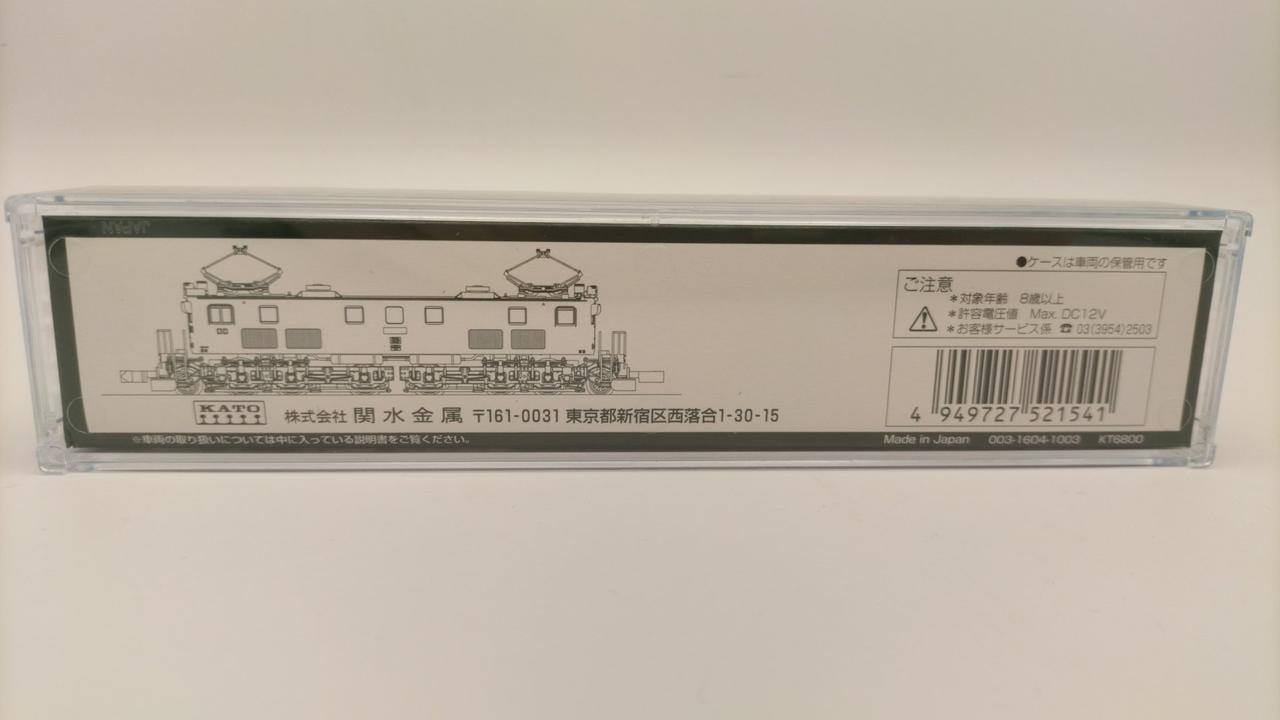 JAPAN
●ケースは車両の保管用です
ご注意
＊対象年齢 8歳以上
＊許容電圧値 Max. DC12V
＊お客様サービス係 ☎ 03(3954)2503
4 949727 521541
KATO 株式会社 関水金属 〒161-0031 東京都新宿区西落合1-30-15
※車両の取り扱いについては中に入っている説明書をご覧ください。
Made in Japan 003-1604-1003 KT6800